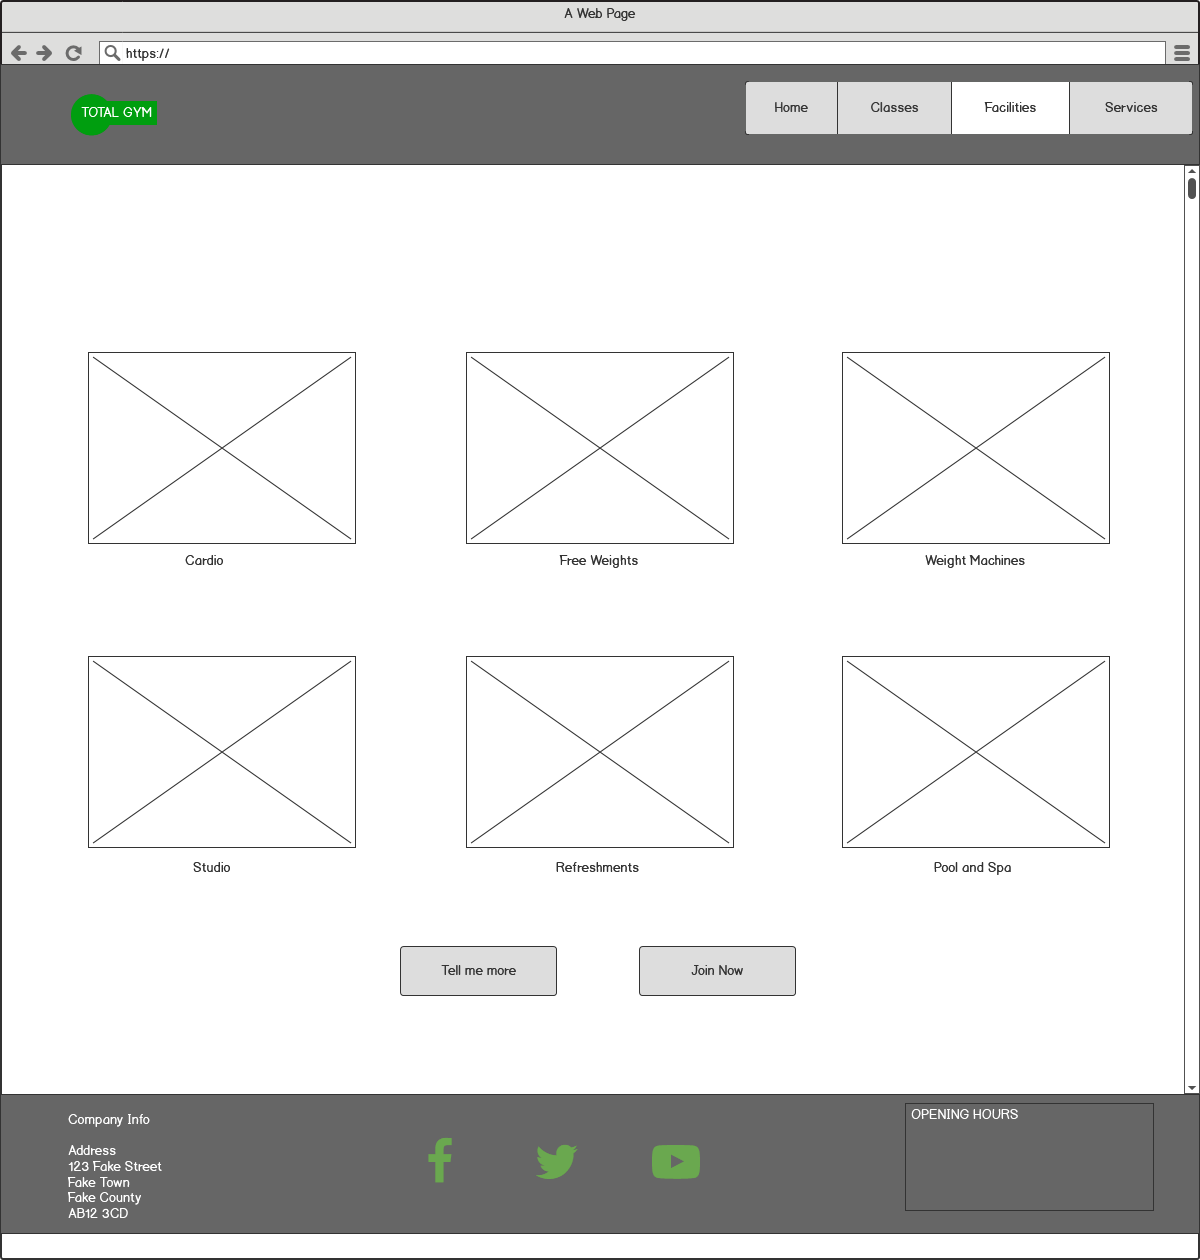 A Web Page
https://
TOTAL GYM
Home
Classes
Facilities
Services
Cardio
Free Weights
Weight Machines
Studio
Refreshments
Pool and Spa
Tell me more
Join Now
Company Info
Address
123 Fake Street
Fake Town
Fake County
AB12 3CD
OPENING HOURS